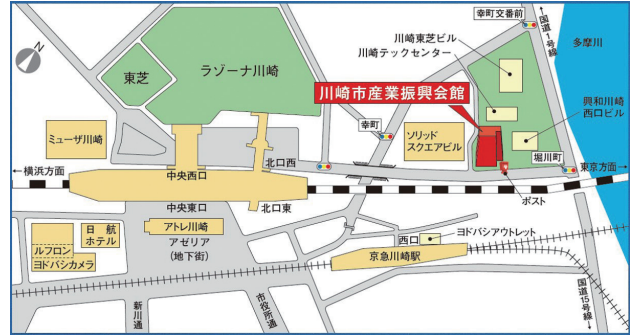 幸町交番前
国道1号線
多摩川
川崎東芝ビル
川崎テックセンター
N
東芝
ラゾーナ川崎
川崎市産業振興会館
興和川崎
西口ビル
ミューザ川崎
幸町
ソリッド
スクエアビル
北口西
堀川町
←横浜方面
東京方面→
中央西口
ポスト
中央東口
北口東
日航
ホテル
アトレ川崎
ヨドバシアウトレット
西口
ルフロン
ヨドバシカメラ
アゼリア
(地下街)
京急川崎駅
新川通
市役所通
国道15号線